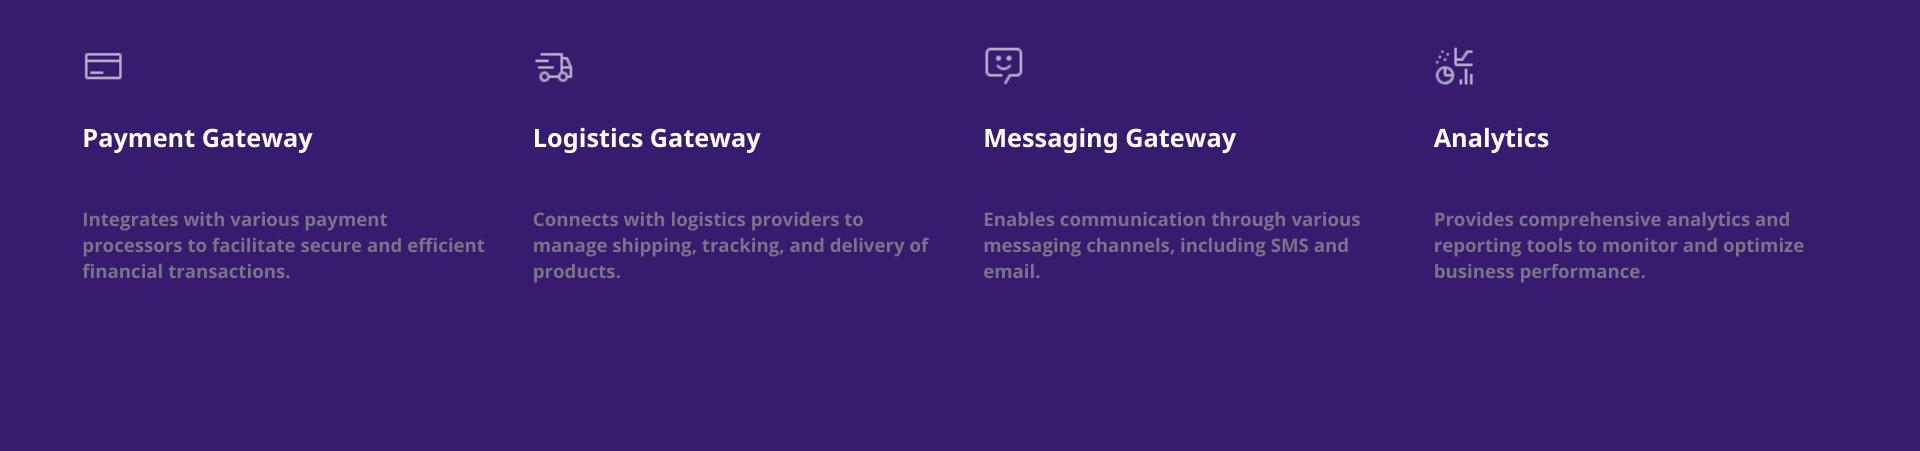 Payment Gateway
Integrates with various payment
processors to facilitate secure and efficient
financial transactions.
Logistics Gateway
Connects with logistics providers to
manage shipping, tracking, and delivery of
products.
Messaging Gateway
Enables communication through various
messaging channels, including SMS and
email.
Analytics
Provides comprehensive analytics and
reporting tools to monitor and optimize
business performance.